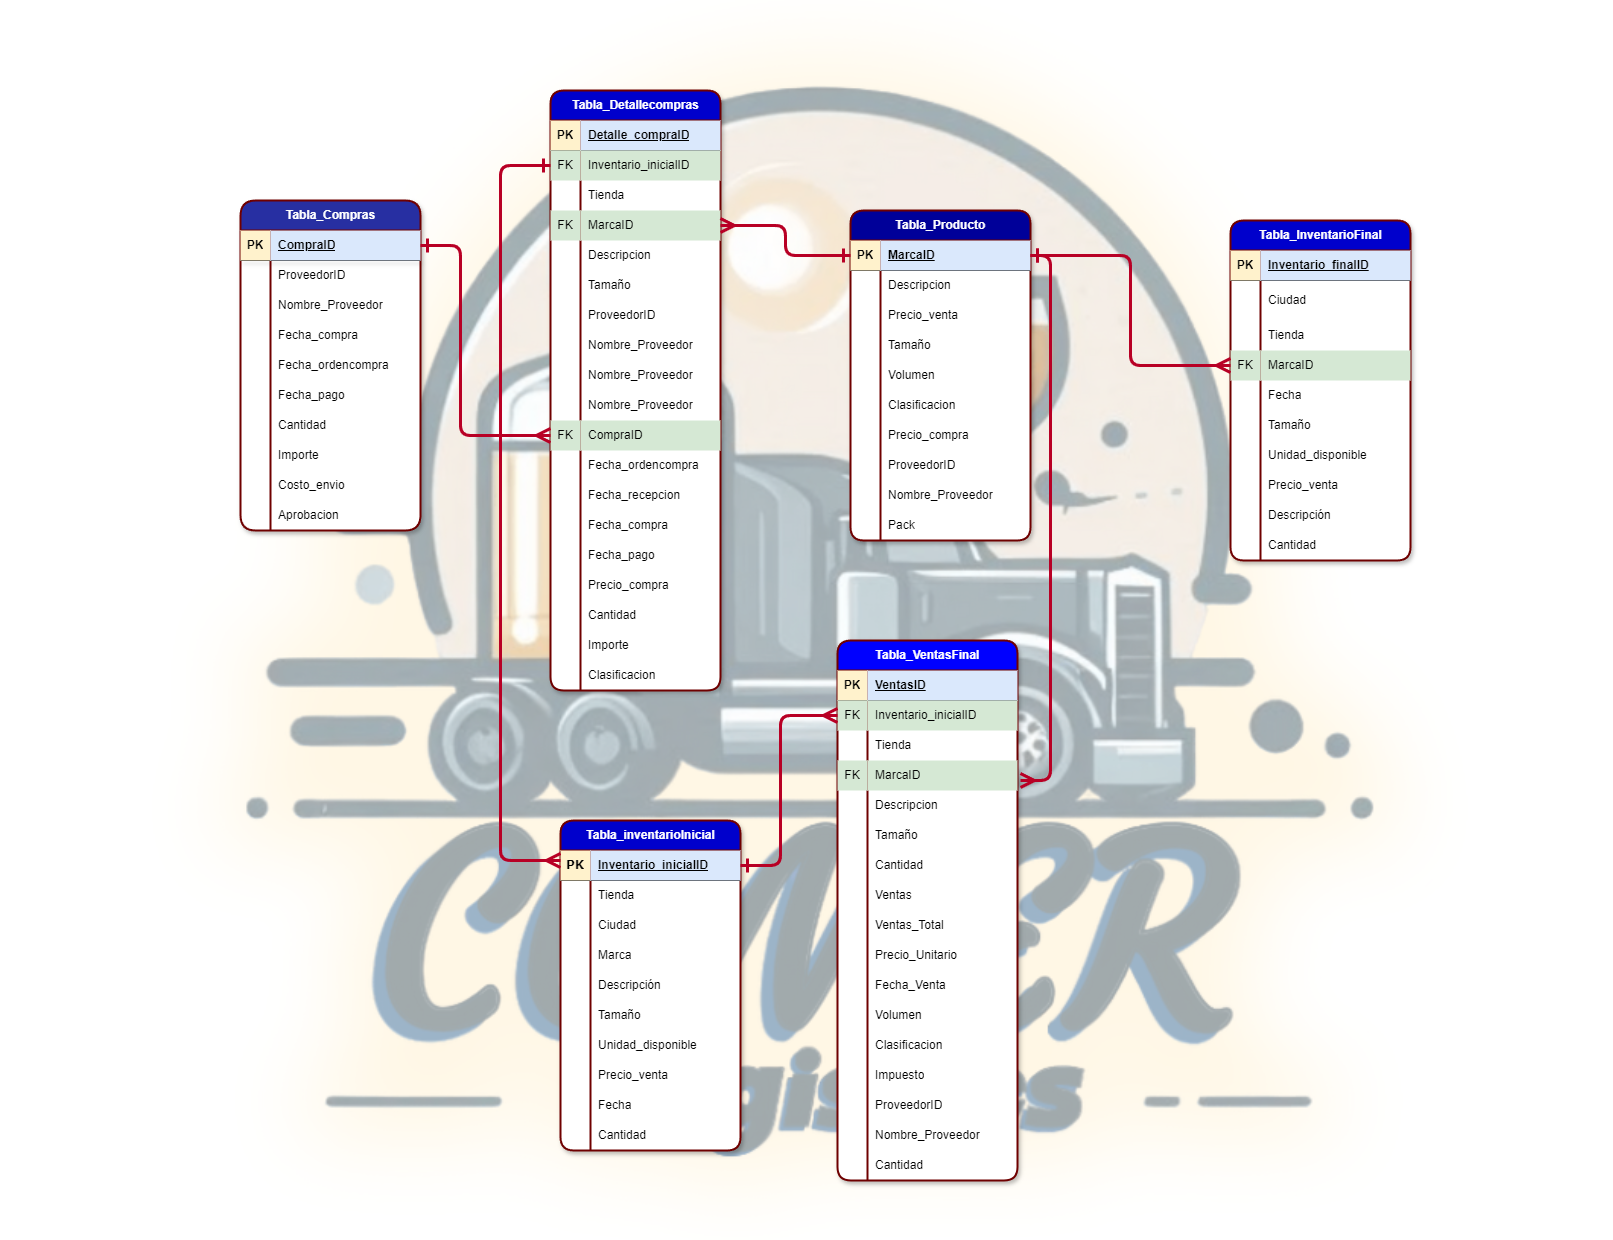 Tabla_Compras
PK CompraID
ProveedorID
Nombre_Proveedor
Fecha_compra
Fecha_ordencompra
Fecha_pago
Cantidad
Importe
Costo_envio
Aprobacion
Tabla_Detallecompras
PK Detalle_compraID
FK Inventario_inicialID
Tienda
FK MarcaID
Descripcion
Tamaño
ProveedorID
Nombre_Proveedor
Nombre_Proveedor
Nombre_Proveedor
FK CompraID
Fecha_ordencompra
Fecha_recepcion
Fecha_compra
Fecha_pago
Precio_compra
Cantidad
Importe
Clasificacion
Tabla_Producto
PK MarcaID
Descripcion
Precio_venta
Tamaño
Volumen
Clasificacion
Precio_compra
ProveedorID
Nombre_Proveedor
Pack
Tabla_InventarioFinal
PK Inventario_finalID
Ciudad
Tienda
FK MarcaID
Fecha
Tamaño
Unidad_disponible
Precio_venta
Descripción
Cantidad
Tabla_inventarioInicial
PK Inventario_inicialID
Tienda
Ciudad
Marca
Descripción
Tamaño
Unidad_disponible
Precio_venta
Fecha
Cantidad
Tabla_VentasFinal
PK VentasID
FK Inventario_inicialID
Tienda
FK MarcaID
Descripcion
Tamaño
Cantidad
Ventas
Ventas_Total
Precio_Unitario
Fecha_Venta
Volumen
Clasificacion
Impuesto
ProveedorID
Nombre_Proveedor
Cantidad